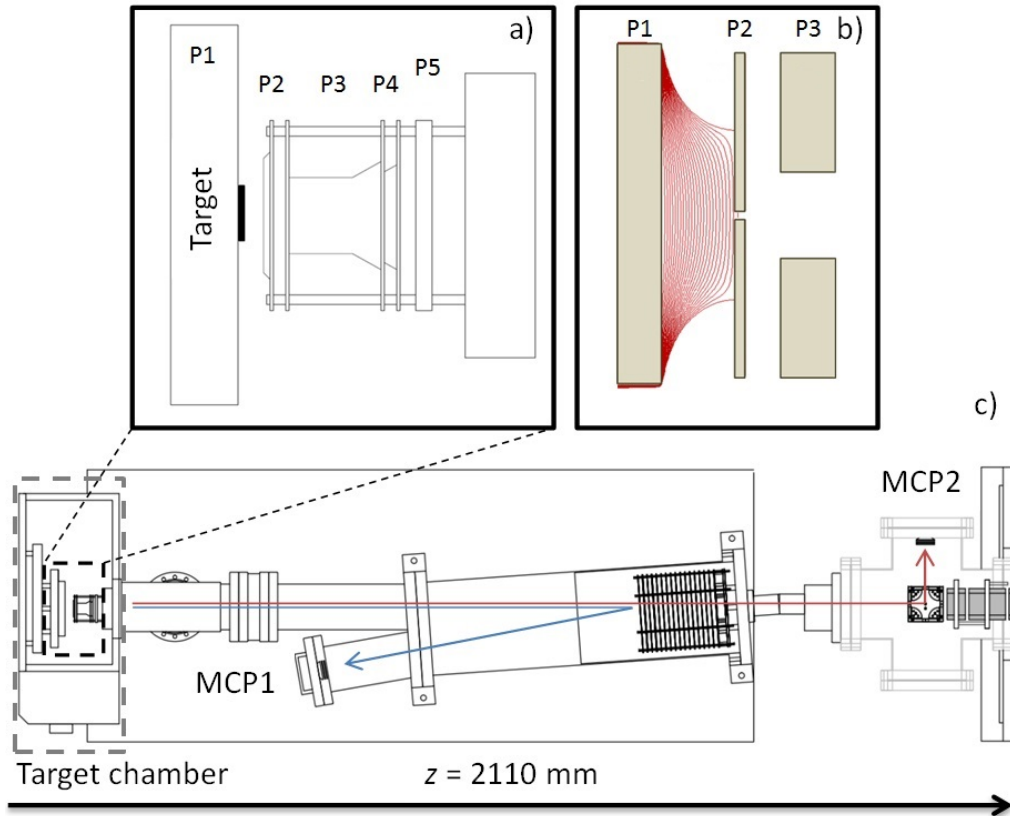 a)
P1
P2 P3 P4 P5
Target
b)
P1 P2 P3
c)
MCP2
MCP1
Target chamber
z = 2110 mm